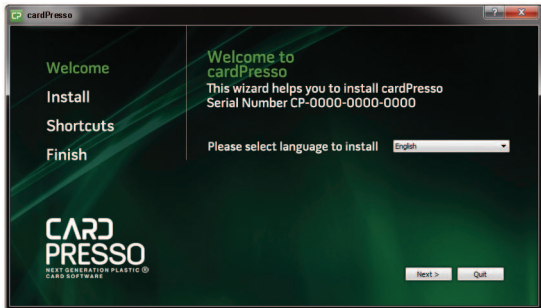 CP cardPresso
?
x
Welcome
Install
Shortcuts
Finish
Welcome to
cardPresso
This wizard helps you to install cardPresso
Serial Number CP-0000-0000-0000
Please select language to install
English
CARD
PRESSO
NEXT GENERATION PLASTIC ®
CARD SOFTWARE
Next >
Quit